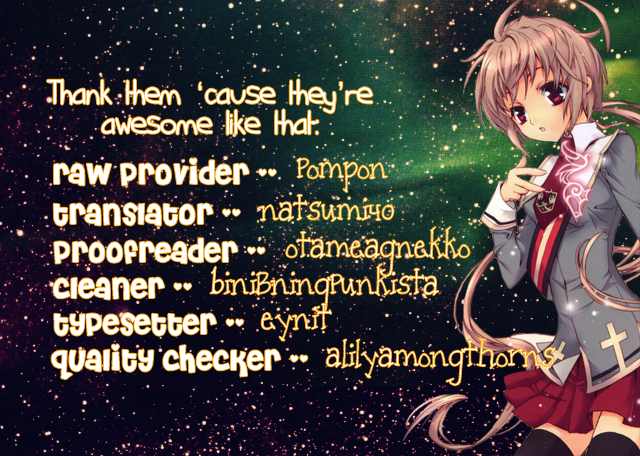 Thank them 'cause they're
awesome like that:
raw provider -- Pompon
translator -- natsumi40
proofreader -- otameagnekko
cleaner -- biniBningPunkista
typesetter -- eynit
quality checker -- alilyamongthorns